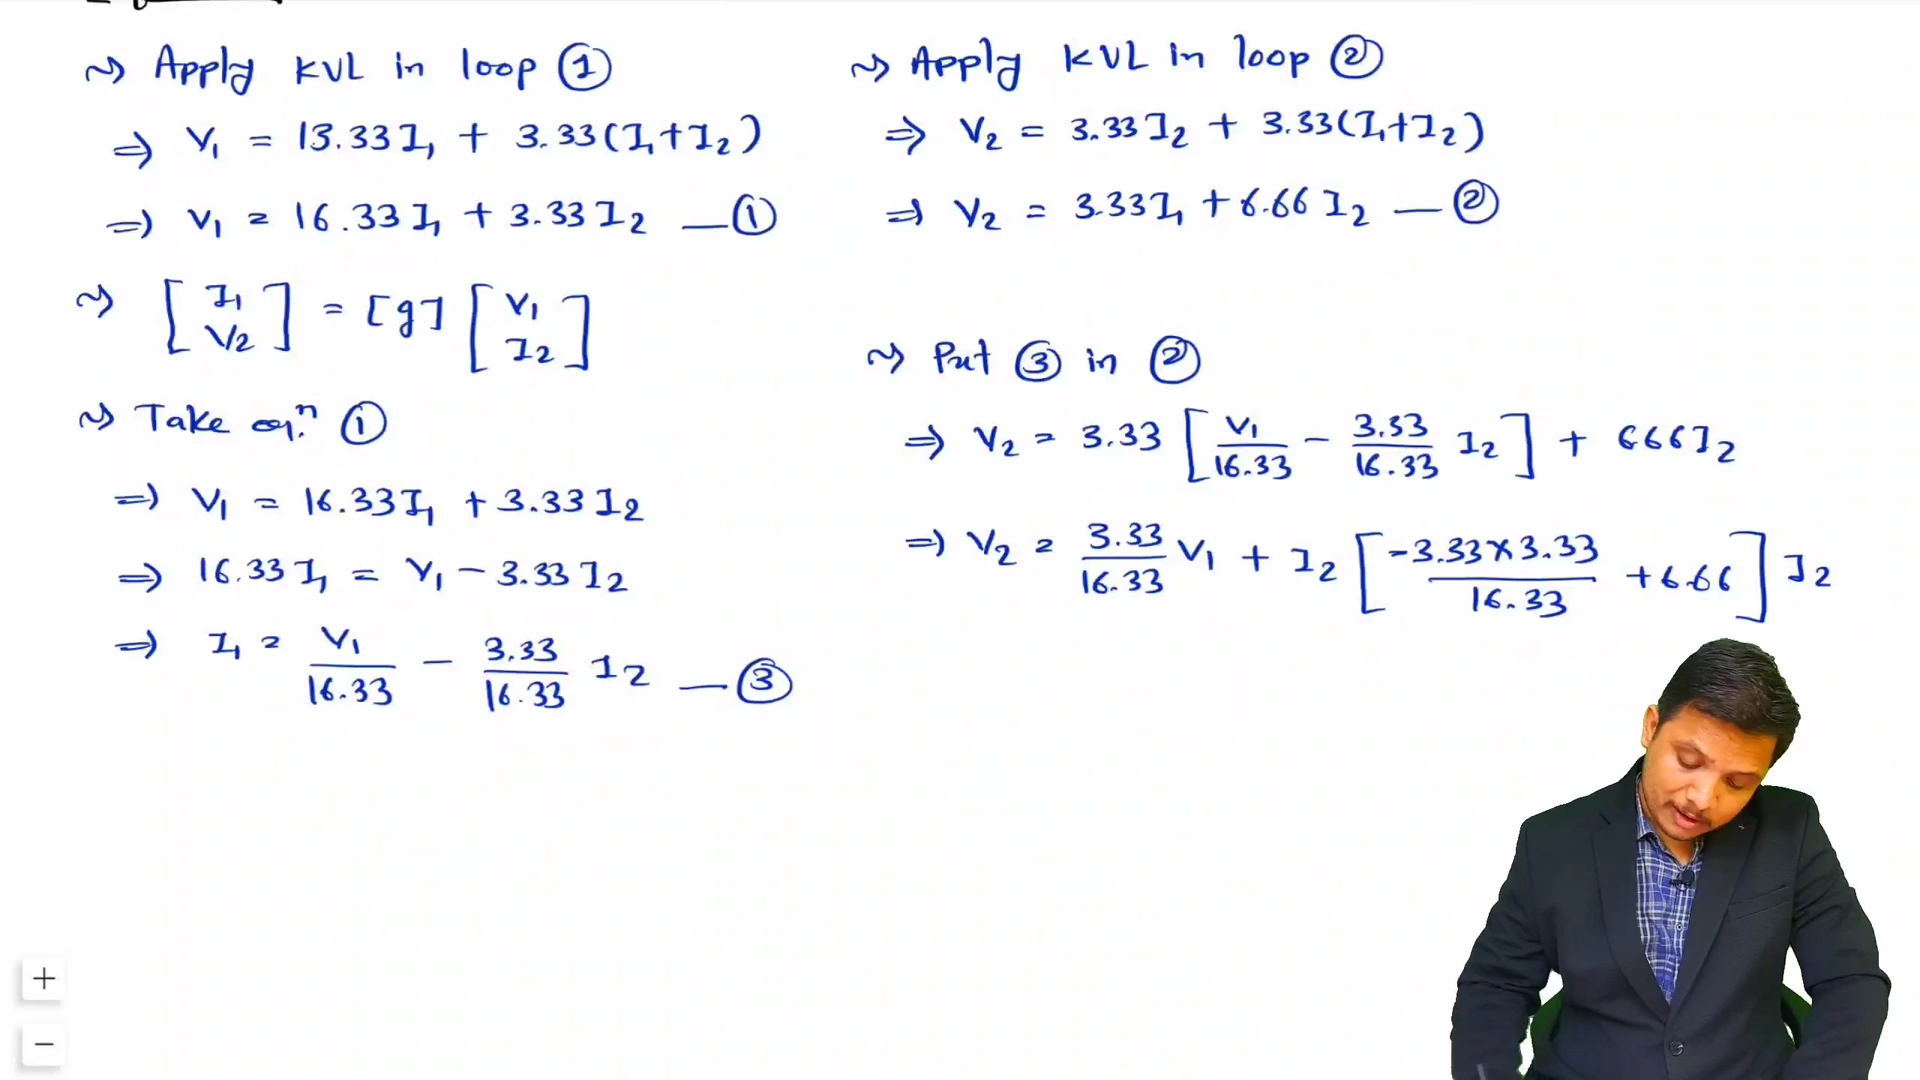 ~> Apply KVL in loop ①
⇒ V₁ = 13.33 I₁ + 3.33(I₁+I₂)
⇒ V₁ = 16.33 I₁ + 3.33 I₂ —①
~> [I₁ V₂] = [g] [V₁ I₂]
~> Take eq.ⁿ ①
⇒ V₁ = 16.33 I₁ + 3.33 I₂
⇒ 16.33 I₁ = V₁ − 3.33 I₂
⇒ I₁ = V₁/16.33 − 3.33/16.33 I₂ —③
~> Apply KVL in loop ②
⇒ V₂ = 3.33 I₂ + 3.33(I₁+I₂)
⇒ V₂ = 3.33 I₁ + 6.66 I₂ —②
~> Put ③ in ②
⇒ V₂ = 3.33 [V₁/16.33 − 3.33/16.33 I₂] + 666 I₂
⇒ V₂ = 3.33/16.33 V₁ + I₂ [−3.33×3.33/16.33 + 6.66] I₂